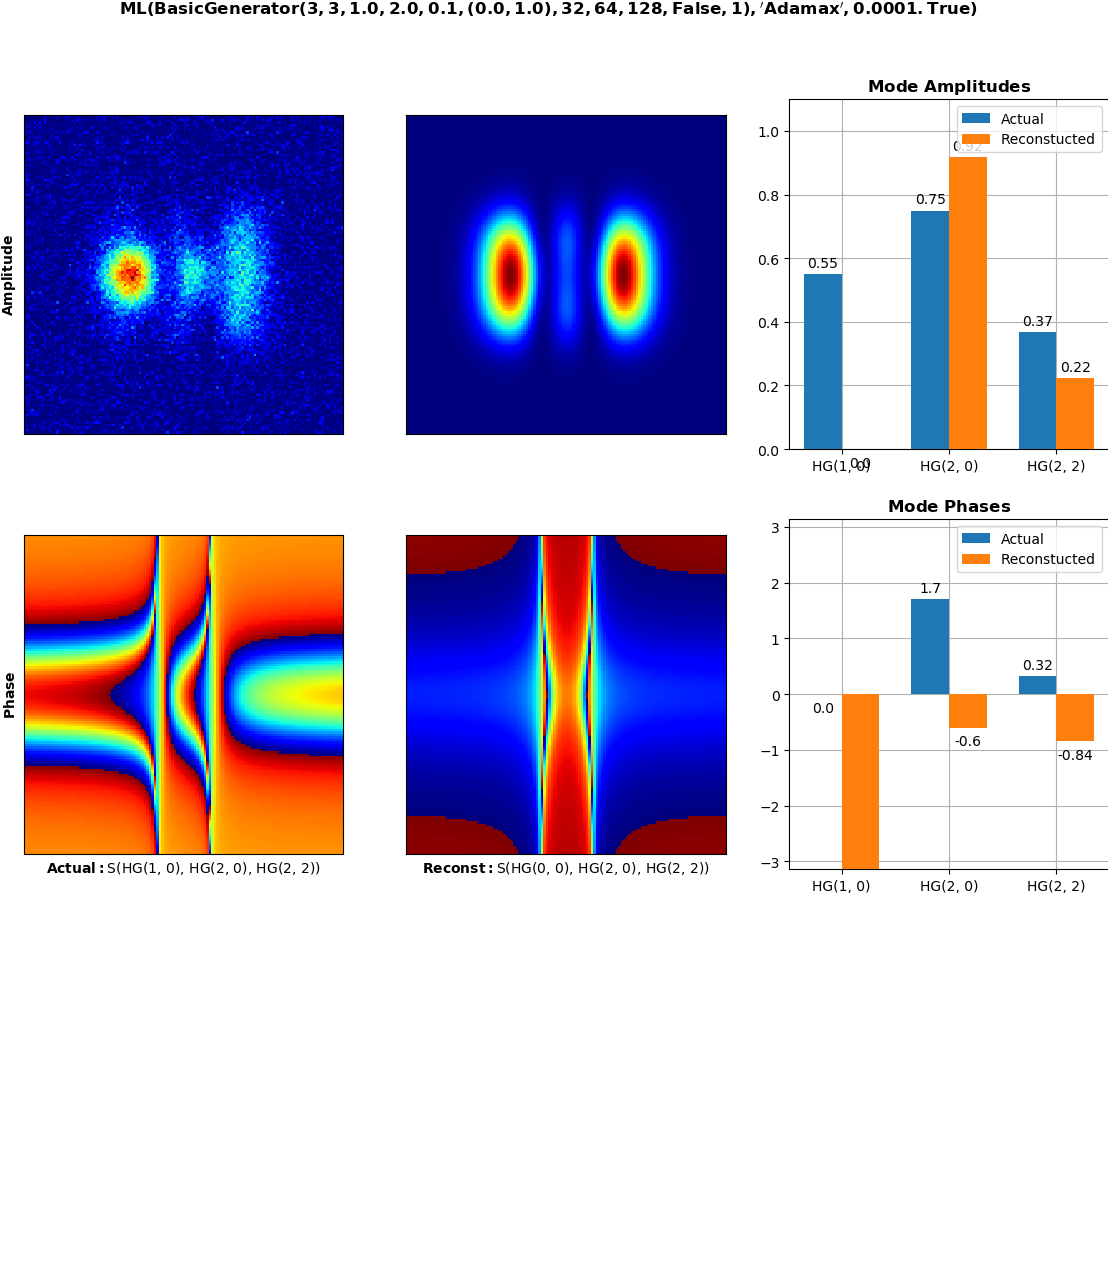 ML(BasicGenerator(3, 3, 1.0, 2.0, 0.1, (0.0, 1.0), 32, 64, 128, False, 1), ′Adamax′, 0.0001. True)
Mode Amplitudes
Actual
Reconstucted
1.0
0.8
0.6
0.4
0.2
0.0
0.55
0.0
0.75
0.92
0.37
0.22
HG(1, 0)
HG(2, 0)
HG(2, 2)
Amplitude
Mode Phases
Actual
Reconstucted
3
2
1
0
−1
−2
−3
0.0
1.7
-0.6
0.32
-0.84
HG(1, 0)
HG(2, 0)
HG(2, 2)
Phase
Actual: S(HG(1, 0), HG(2, 0), HG(2, 2))
Reconst: S(HG(0, 0), HG(2, 0), HG(2, 2))